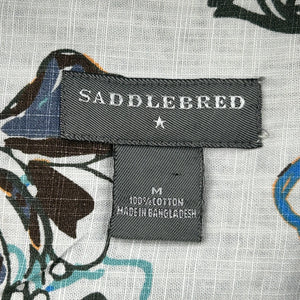 SADDLEBRED
M
100% COTTON
MADE IN BANGLADESH